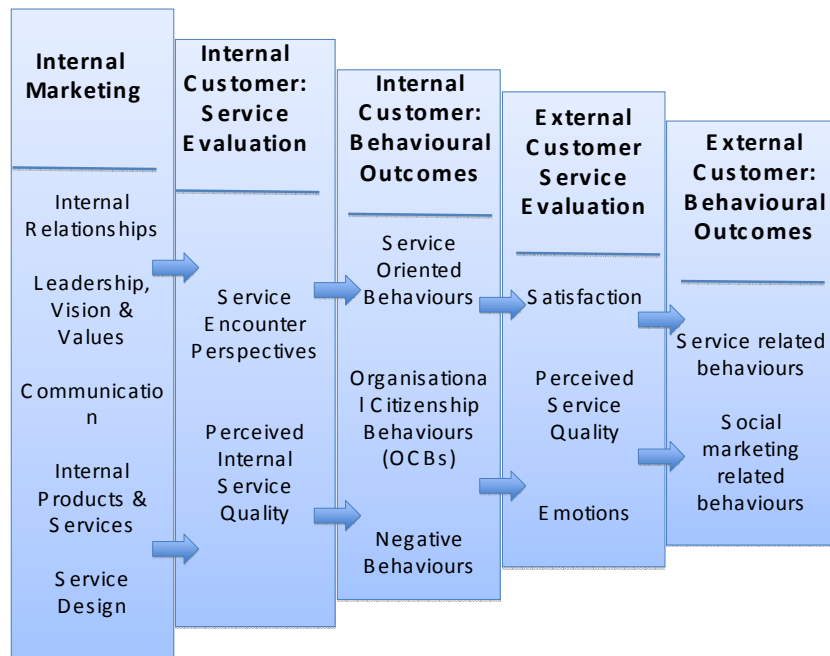 Internal
Marketing
Internal
Relationships
Leadership,
Vision &
Values
Communicatio
n
Internal
Products &
Services
Service
Design
Internal
Customer:
Service
Evaluation
Service
Encounter
Perspectives
Perceived
Internal
Service
Quality
Internal
Customer:
Behavioural
Outcomes
Service
Oriented
Behaviours
Organisationa
l Citizenship
Behaviours
(OCBs)
Negative
Behaviours
External
Customer
Service
Evaluation
Satisfaction
Perceived
Service
Quality
Emotions
External
Customer:
Behavioural
Outcomes
Service related
behaviours
Social
marketing
related
behaviours